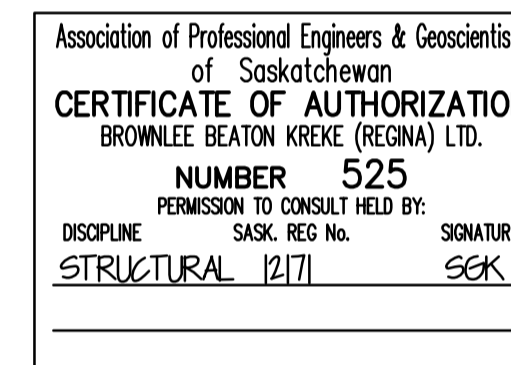 Association of Professional Engineers & Geoscientis
of Saskatchewan
CERTIFICATE OF AUTHORIZATIO
BROWNLEE BEATON KREKE (REGINA) LTD.
NUMBER 525
PERMISSION TO CONSULT HELD BY:
DISCIPLINE SASK. REG No. SIGNATUR
STRUCTURAL 12171 SGK